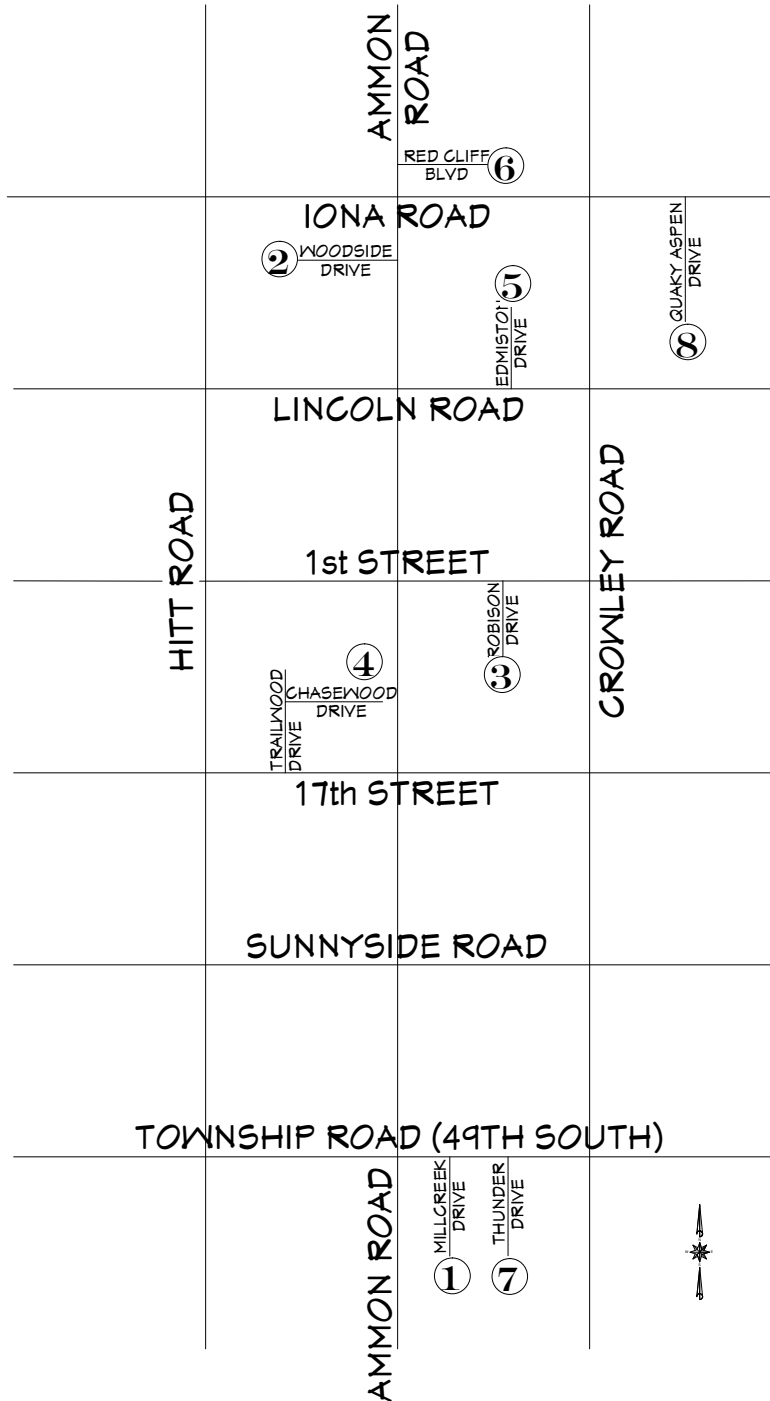 AMMON
ROAD
RED CLIFF
BLVD
6
IONA ROAD
2
WOODSIDE
DRIVE
5
EDMISTON
DRIVE
QUAKY ASPEN
DRIVE
8
LINCOLN ROAD
HITT ROAD
CROWLEY ROAD
1st STREET
ROBISON
DRIVE
3
4
CHASEWOOD
DRIVE
TRAILWOOD
DRIVE
17th STREET
SUNNYSIDE ROAD
TOWNSHIP ROAD (49TH SOUTH)
AMMON ROAD
MILLCREEK
DRIVE
1
THUNDER
DRIVE
7